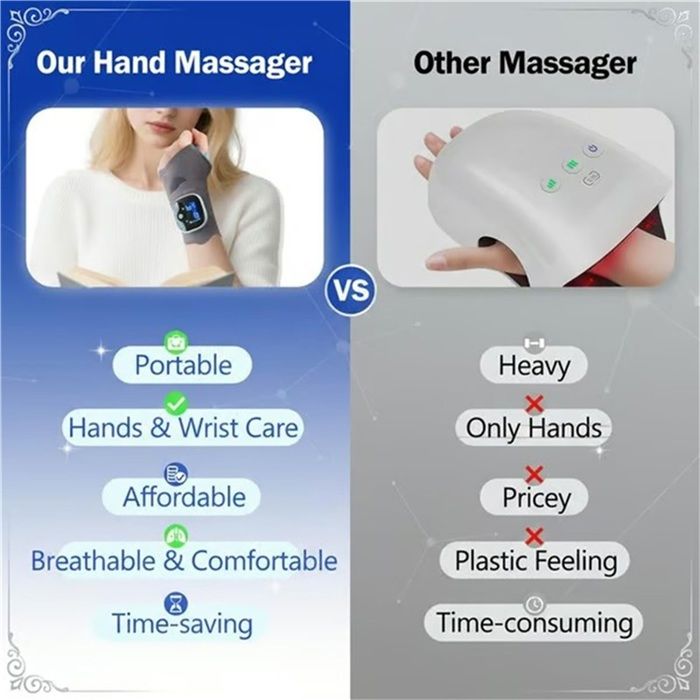 Our Hand Massager
Other Massager
VS
Portable
Heavy
Hands & Wrist Care
Only Hands
Affordable
Pricey
Breathable & Comfortable
Plastic Feeling
Time-saving
Time-consuming